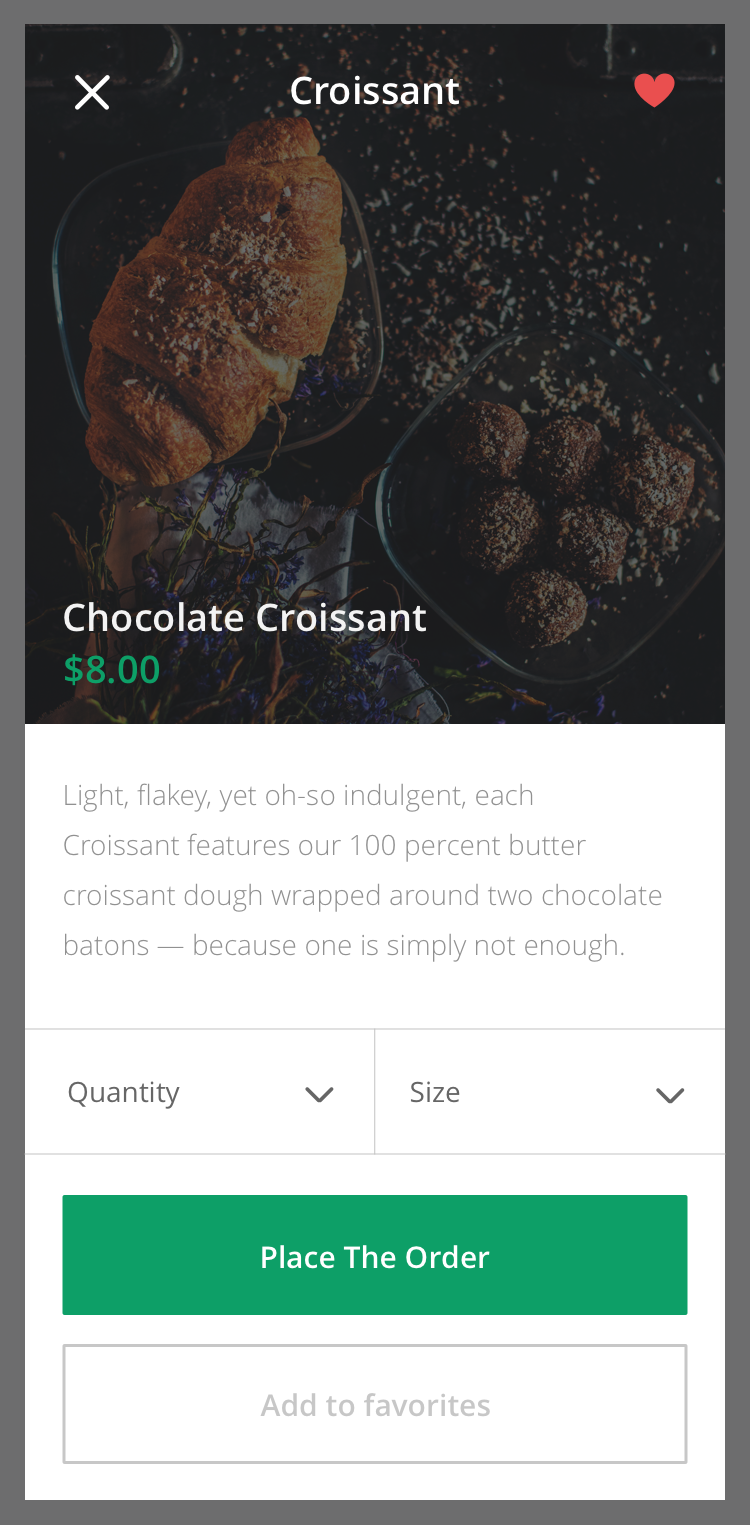 Croissant
Chocolate Croissant
$8.00
Light, flakey, yet oh-so indulgent, each
Croissant features our 100 percent butter
croissant dough wrapped around two chocolate
batons — because one is simply not enough.
Quantity
Size
Place The Order
Add to favorites